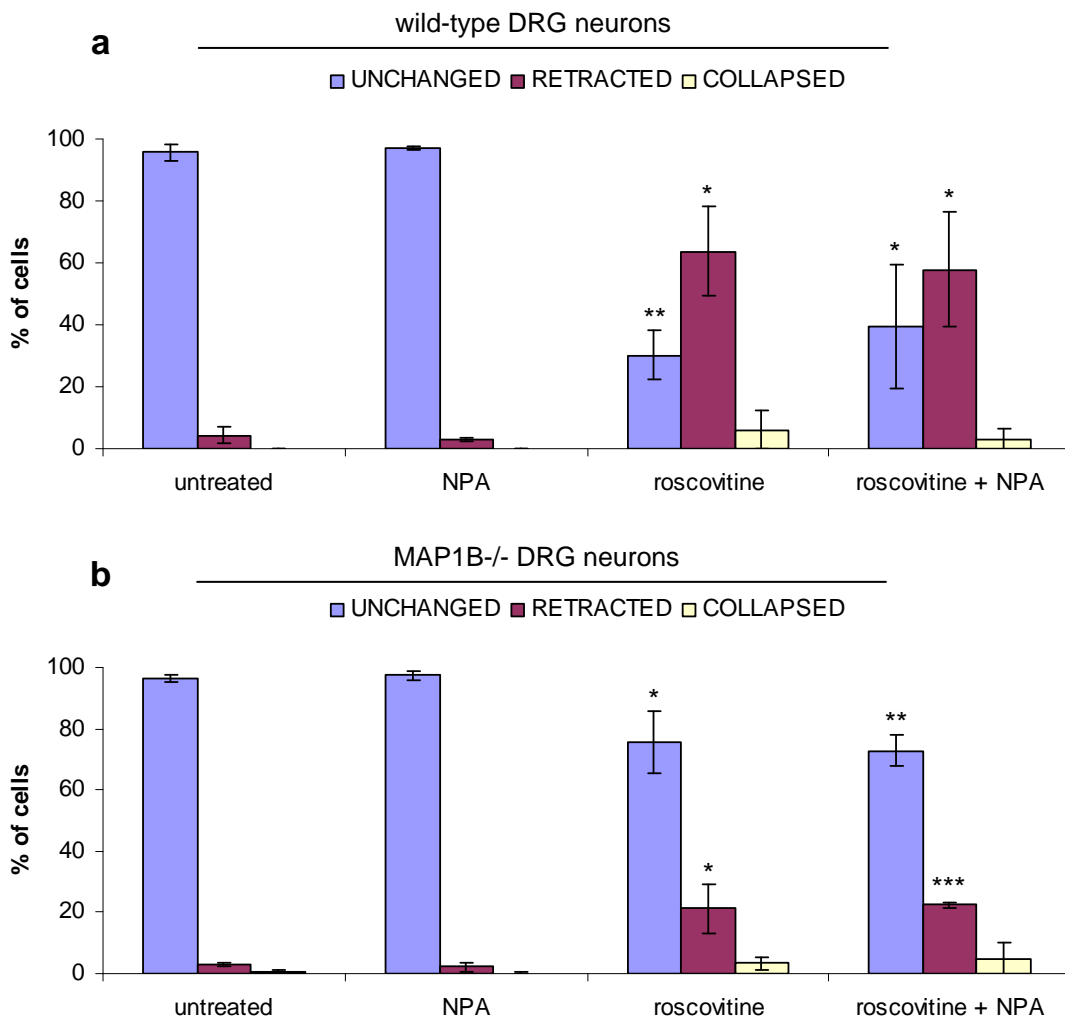 a
wild-type DRG neurons
UNCHANGED RETRACTED COLLAPSED
100
80
60
40
20
0
% of cells
* *
** *
untreated NPA roscovitine roscovitine + NPA
b
MAP1B-/- DRG neurons
UNCHANGED RETRACTED COLLAPSED
100
80
60
40
20
0
% of cells
* **
* ***
untreated NPA roscovitine roscovitine + NPA